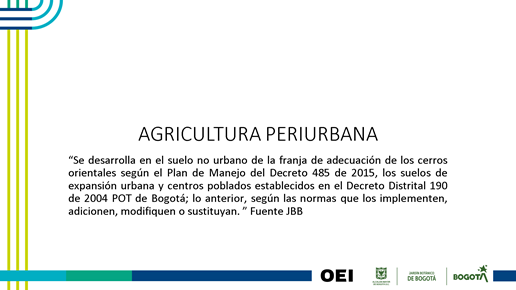 AGRICULTURA PERIURBANA
“Se desarrolla en el suelo no urbano de la franja de adecuación de los cerros
orientales según el Plan de Manejo del Decreto 485 de 2015, los suelos de
expansión urbana y centros poblados establecidos en el Decreto Distrital 190
de 2004 POT de Bogotá; lo anterior, según las normas que los implementen,
adicionen, modifiquen o sustituyan. “ Fuente JBB
OEI
JARDÍN BOTÁNICO
DE BOGOTÁ
BOGOTÁ